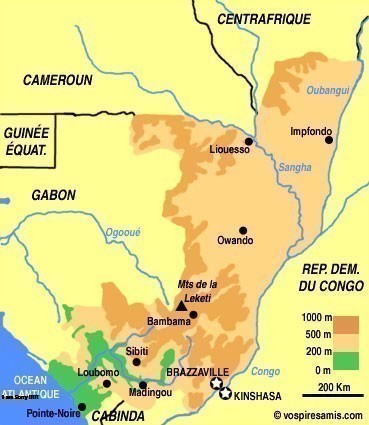 CENTRAFRIQUE
CAMEROUN
Oubangui
GUINÉE
ÉQUAT.
Liouesso
Impfondo
Sangha
GABON
Ogooué
Owando
Mts de la
Leketi
REP. DEM.
DU CONGO
Bambama
1000 m
500 m
200 m
0 m
Sibiti
Loubomo
BRAZZAVILLE
Congo
OCEAN
ATLANTIQUE
Madingou
KINSHASA
200 Km
Pointe-Noire
CABINDA
© vospiresamis.com